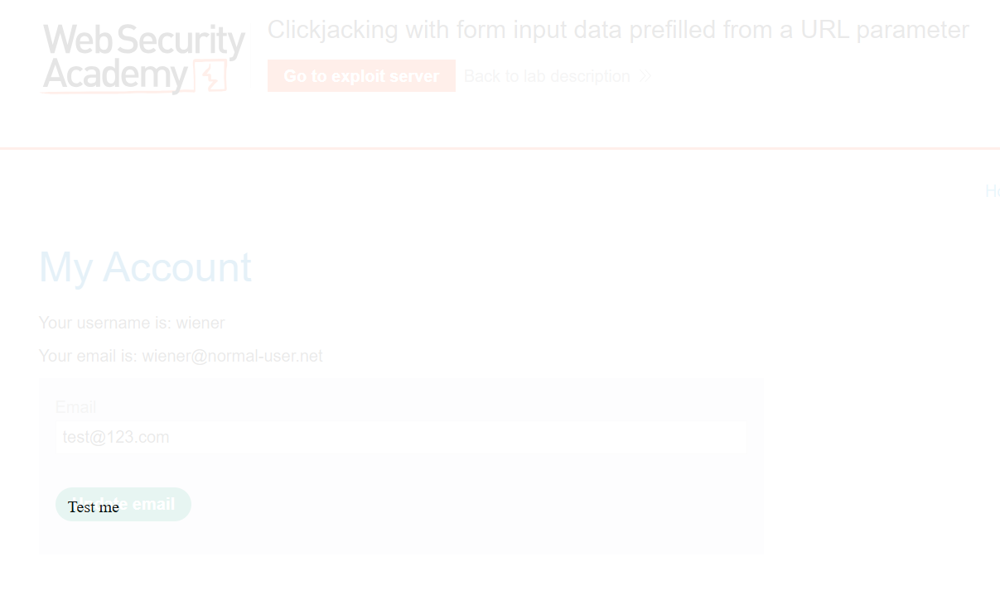 Web Security
Academy
Clickjacking with form input data prefilled from a URL parameter
Go to exploit server
Back to lab description
My Account
Your username is: wiener
Your email is: wiener@normal-user.net
Email
test@123.com
Test me
email